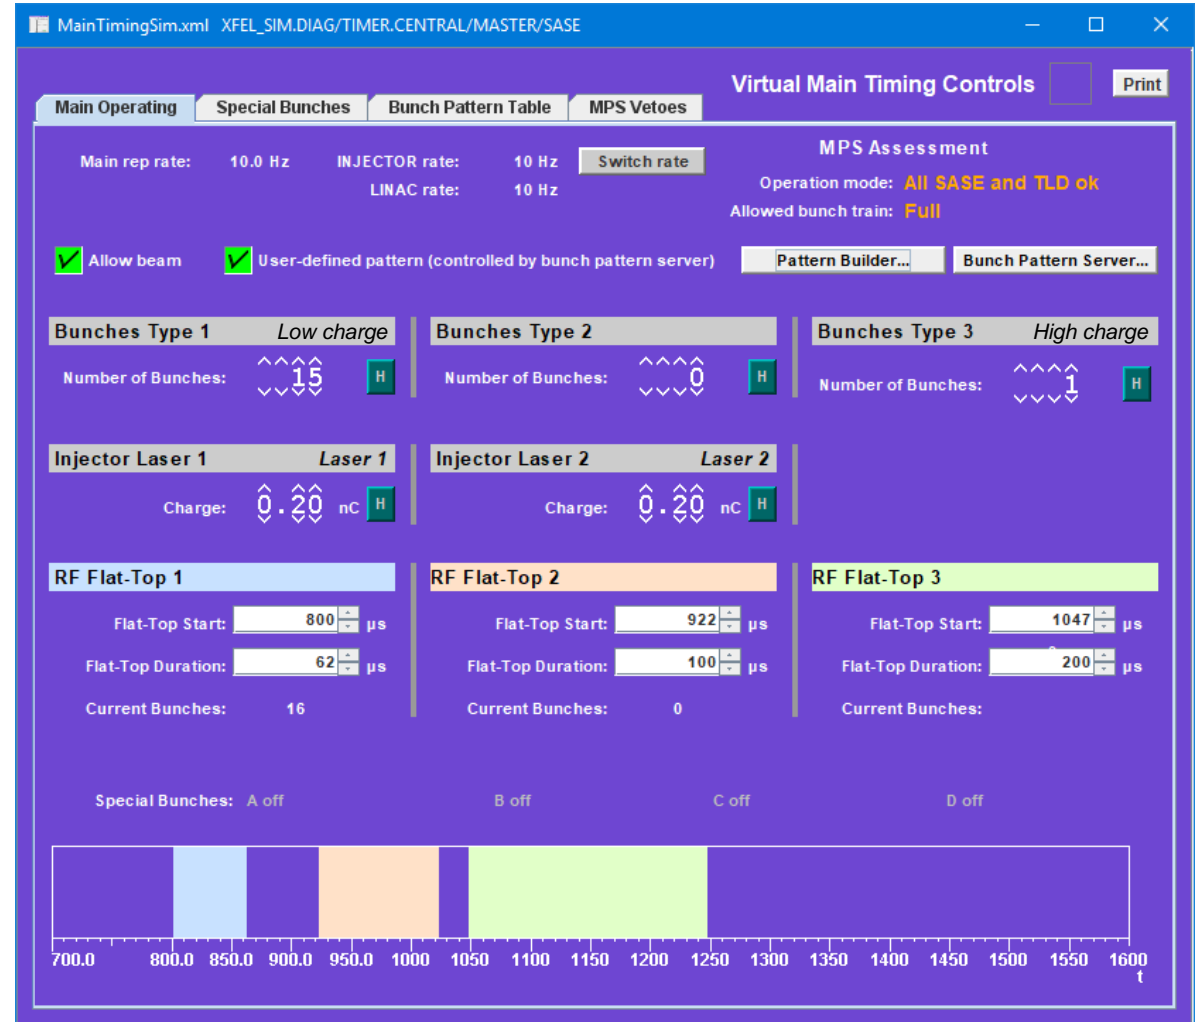 MainTimingSim.xml XFEL_SIM.DIAG/TIMER.CENTRAL/MASTER/SASE
Virtual Main Timing Controls Print
Main Operating Special Bunches Bunch Pattern Table MPS Vetoes
MPS Assessment
Main rep rate: 10.0 Hz INJECTOR rate: 10 Hz Switch rate
LINAC rate: 10 Hz
Operation mode: All SASE and TLD ok
Allowed bunch train: Full
Allow beam User-defined pattern (controlled by bunch pattern server) Pattern Builder... Bunch Pattern Server...
Bunches Type 1 Low charge Bunches Type 2 Bunches Type 3 High charge
Number of Bunches: 15 H Number of Bunches: 0 H Number of Bunches: 1 H
Injector Laser 1 Laser 1 Injector Laser 2 Laser 2
Charge: 0.20 nC H Charge: 0.20 nC H
RF Flat-Top 1 RF Flat-Top 2 RF Flat-Top 3
Flat-Top Start: 800 µs Flat-Top Start: 922 µs Flat-Top Start: 1047 µs
Flat-Top Duration: 62 µs Flat-Top Duration: 100 µs Flat-Top Duration: 200 µs
Current Bunches: 16 Current Bunches: 0 Current Bunches:
Special Bunches: A off B off C off D off
700.0 800.0 850.0 900.0 950.0 1000 1050 1100 1150 1200 1250 1300 1350 1400 1450 1500 1550 1600
t